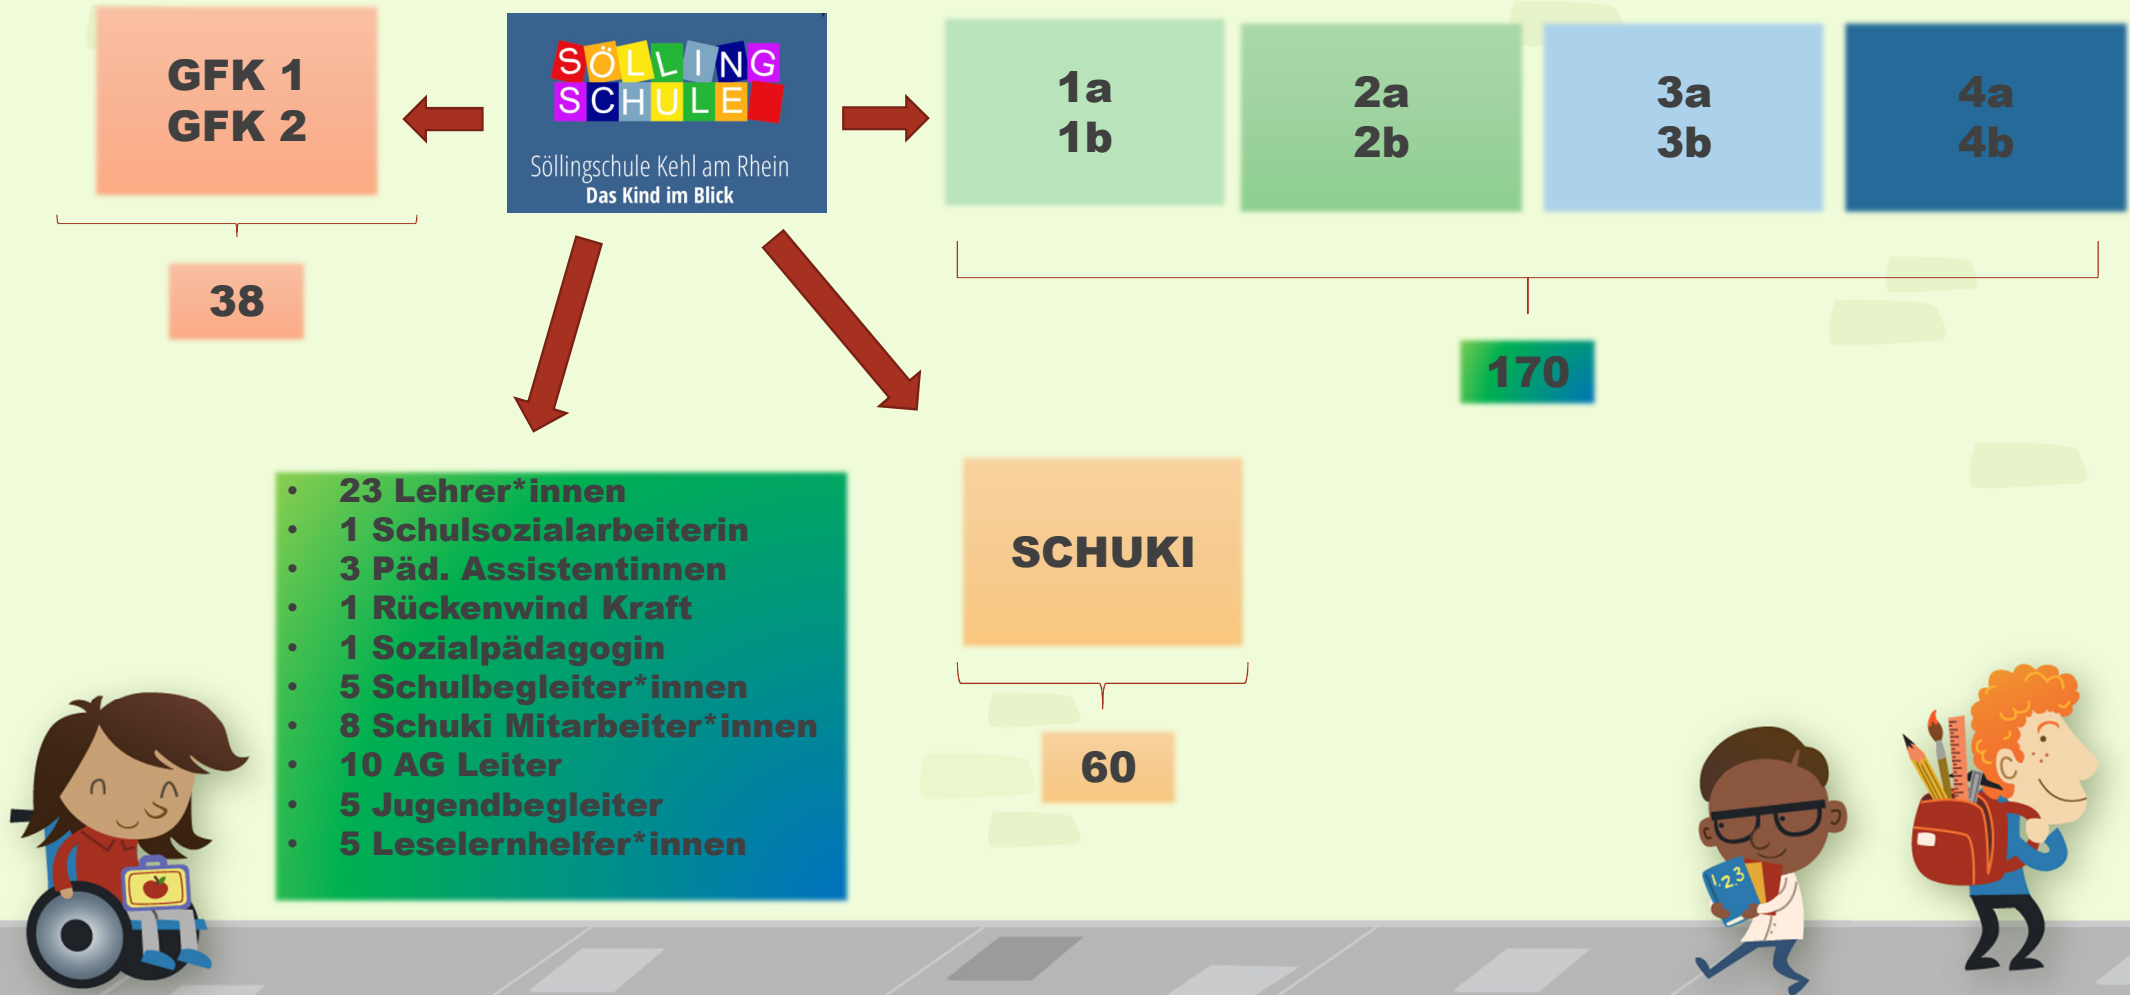 GFK 1
GFK 2
38
SÖLLING
SCHULE
Söllingschule Kehl am Rhein
Das Kind im Blick
1a
1b
2a
2b
3a
3b
4a
4b
170
• 23 Lehrer*innen
• 1 Schulsozialarbeiterin
• 3 Päd. Assistentinnen
• 1 Rückenwind Kraft
• 1 Sozialpädagogin
• 5 Schulbegleiter*innen
• 8 Schuki Mitarbeiter*innen
• 10 AG Leiter
• 5 Jugendbegleiter
• 5 Leselernhelfer*innen
SCHUKI
60
1.2.3